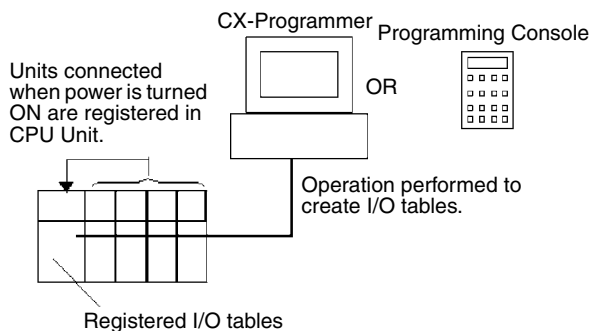 CX-Programmer
Programming Console
Units connected
when power is turned
ON are registered in
CPU Unit.
OR
Operation performed to
create I/O tables.
Registered I/O tables